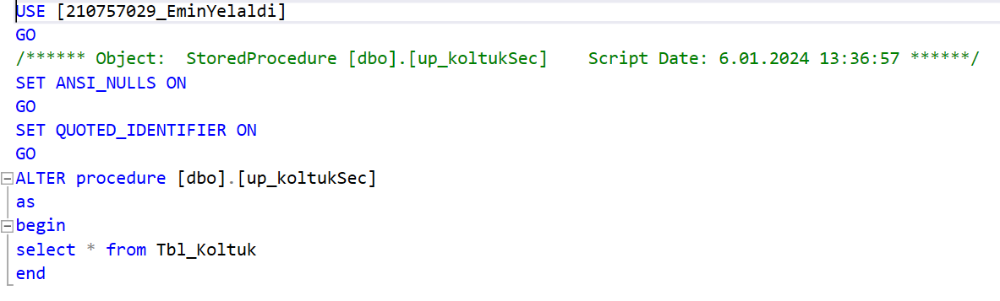 USE [210757029_EminYelaldi]
GO
/****** Object:  StoredProcedure [dbo].[up_koltukSec]    Script Date: 6.01.2024 13:36:57 ******/
SET ANSI_NULLS ON
GO
SET QUOTED_IDENTIFIER ON
GO
ALTER procedure [dbo].[up_koltukSec]
as
begin
select * from Tbl_Koltuk
end